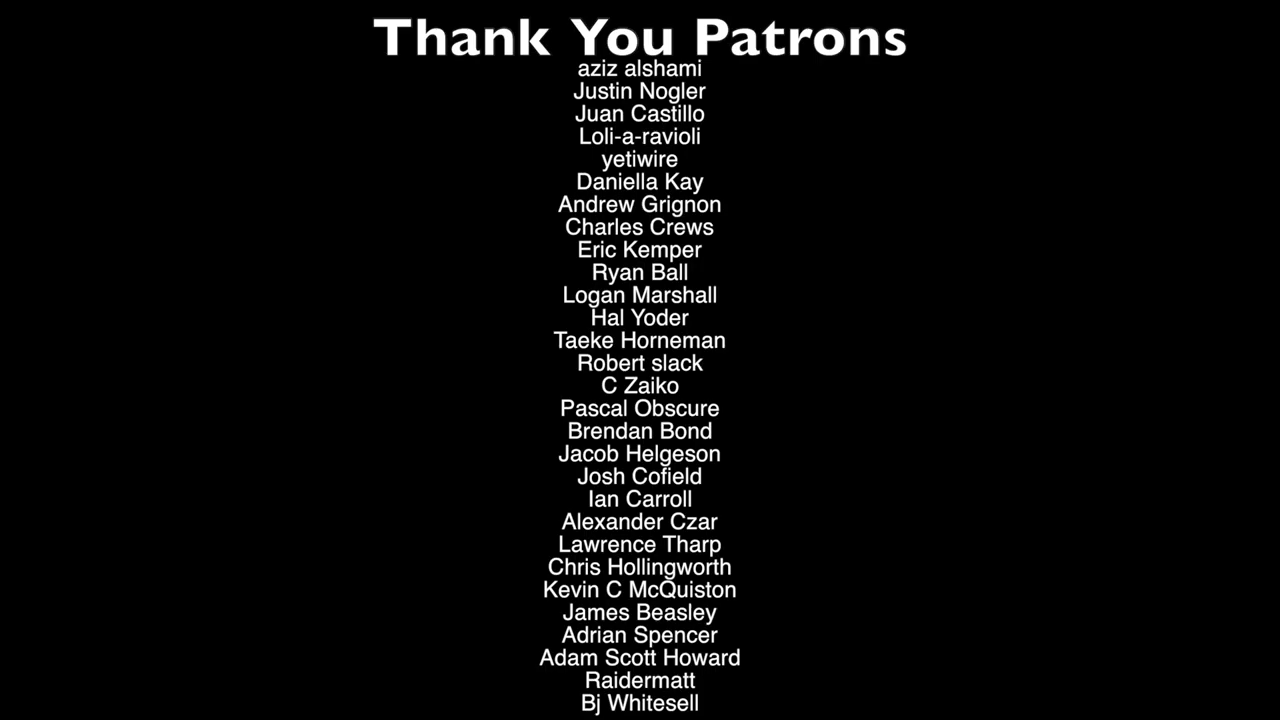 Thank You Patrons
aziz alshami
Justin Nogler
Juan Castillo
Loli-a-ravioli
yetiwire
Daniella Kay
Andrew Grignon
Charles Crews
Eric Kemper
Ryan Ball
Logan Marshall
Hal Yoder
Taeke Horneman
Robert slack
C Zaiko
Pascal Obscure
Brendan Bond
Jacob Helgeson
Josh Cofield
Ian Carroll
Alexander Czar
Lawrence Tharp
Chris Hollingworth
Kevin C McQuiston
James Beasley
Adrian Spencer
Adam Scott Howard
Raidermatt
Bj Whitesell